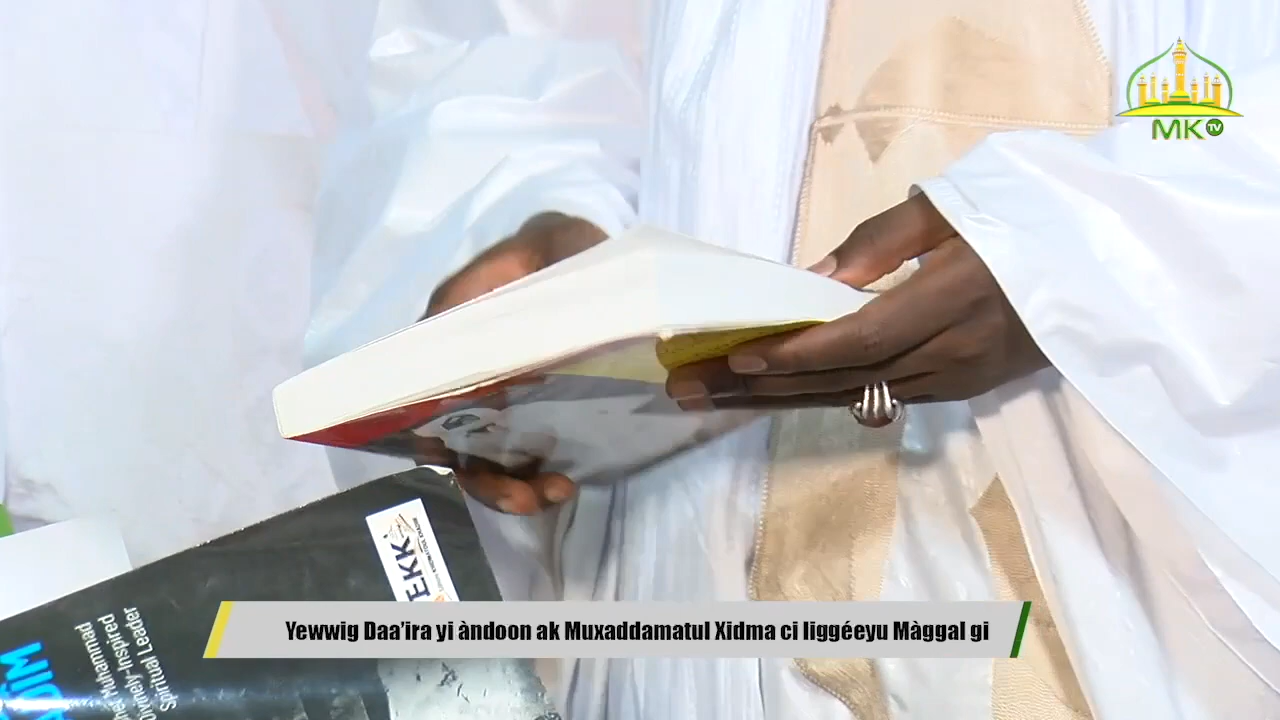 MK TV
EKK
Muhammad
Divinely-Inspired
Spiritual Leader
Yewwig Daa’ira yi àndoon ak Muxaddamatul Xidma ci liggéeyu Màggal gi